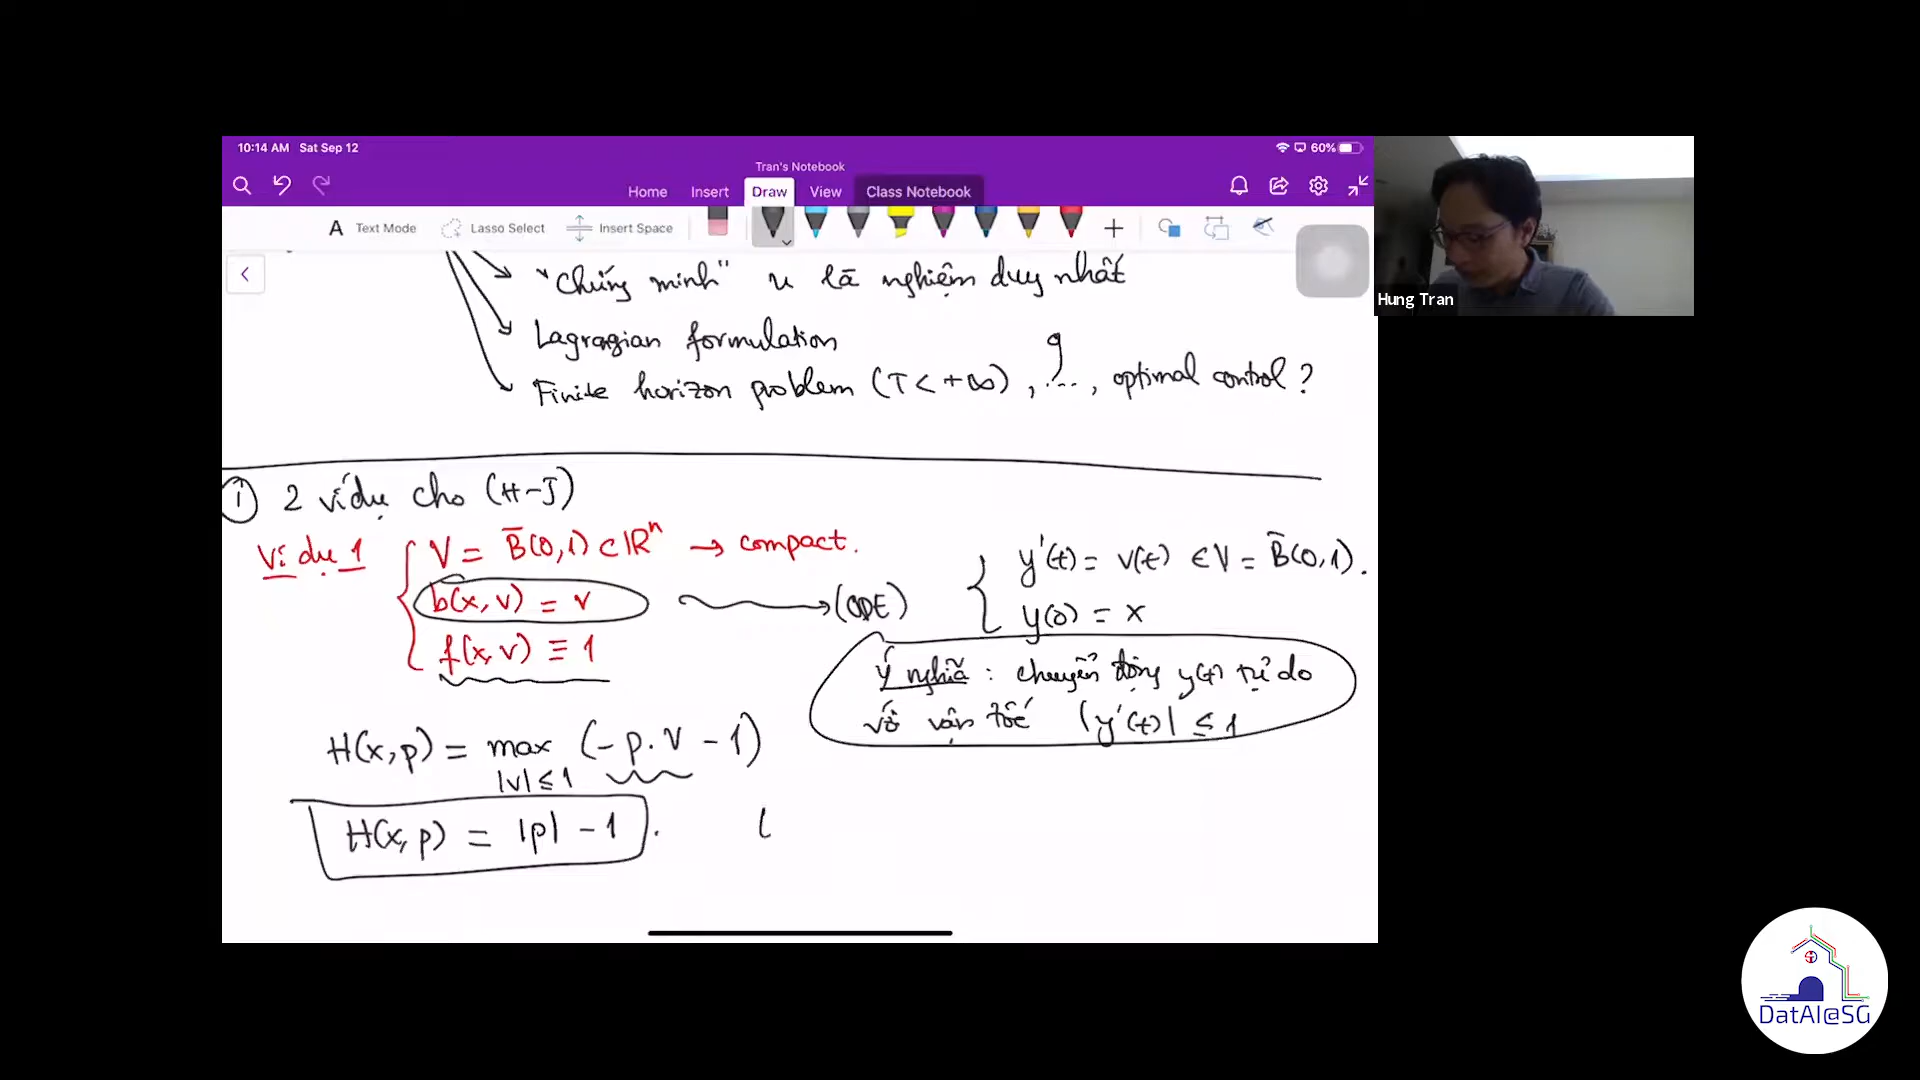 10:14 AM Sat Sep 12
60%
Tran's Notebook
Home Insert Draw View Class Notebook
A Text Mode Lasso Select Insert Space
"Chứng minh" u là nghiệm duy nhất
Lagrangian formulation
Finite horizon problem (T < +∞), ..., optimal control?
g
① 2 ví dụ cho (H-J)
Ví dụ 1
V = B̄(0,1) ⊂ ℝⁿ → compact.
b(x,v) = v → (ODE)
f(x,v) ≡ 1
y'(t) = v(t) ∈ V = B̄(0,1).
y(0) = x
Ý nghĩa : chuyển động y(t) tự do
với vận tốc |y'(t)| ≤ 1
H(x,p) = max (-p.v - 1)
|v| ≤ 1
H(x,p) = |p| - 1 .
(
Hung Tran
DatAI@SG